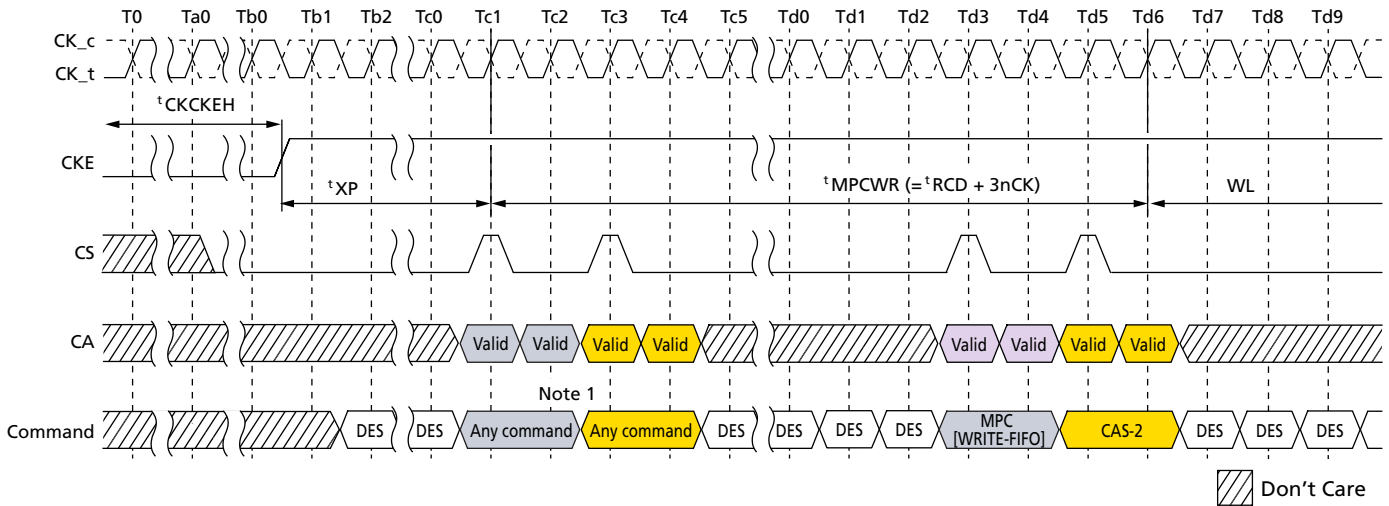 T0 Ta0 Tb0 Tb1 Tb2 Tc0 Tc1 Tc2 Tc3 Tc4 Tc5 Td0 Td1 Td2 Td3 Td4 Td5 Td6 Td7 Td8 Td9
CK_c
CK_t
tCKCKEH
CKE
tXP tMPCWR (= tRCD + 3nCK) WL
CS
CA Valid Valid Valid Valid Valid Valid Valid Valid
Note 1
Command DES DES Any command Any command DES DES DES DES MPC [WRITE-FIFO] CAS-2 DES DES DES
Don't Care